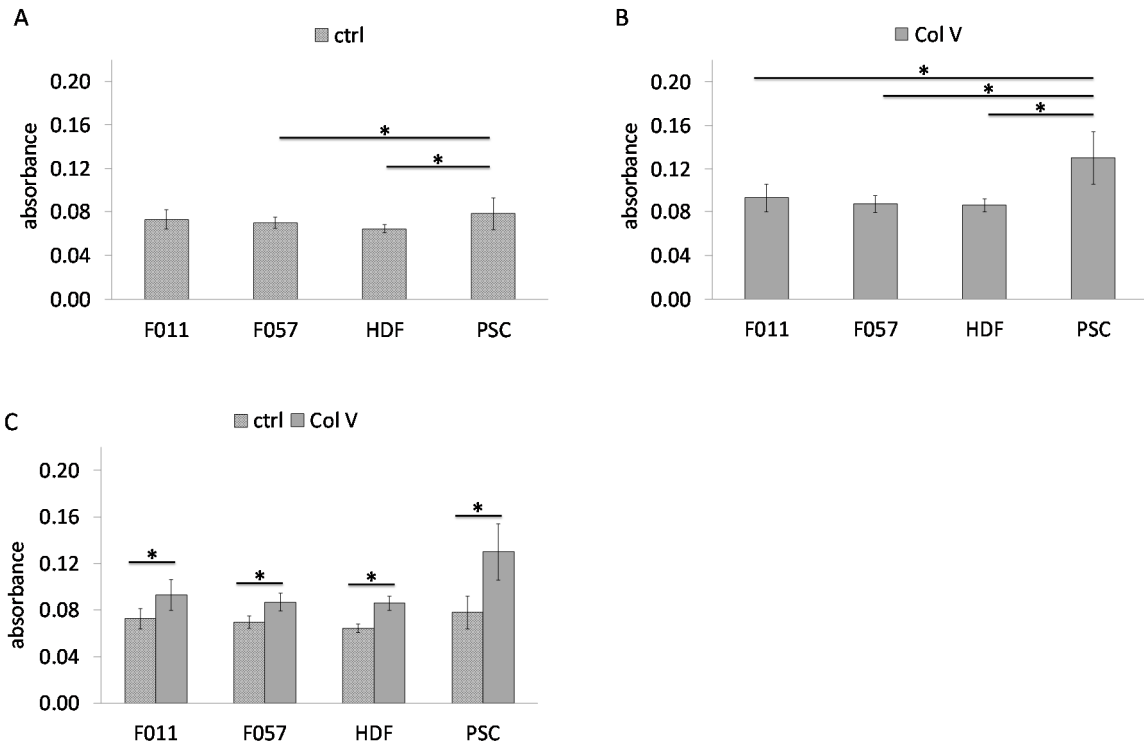 A
ctrl
absorbance
0.20
0.16
0.12
0.08
0.04
0.00
*
*
F011 F057 HDF PSC
B
Col V
absorbance
0.20
0.16
0.12
0.08
0.04
0.00
*
*
*
F011 F057 HDF PSC
C
ctrl Col V
absorbance
0.20
0.16
0.12
0.08
0.04
0.00
*
*
*
*
F011 F057 HDF PSC